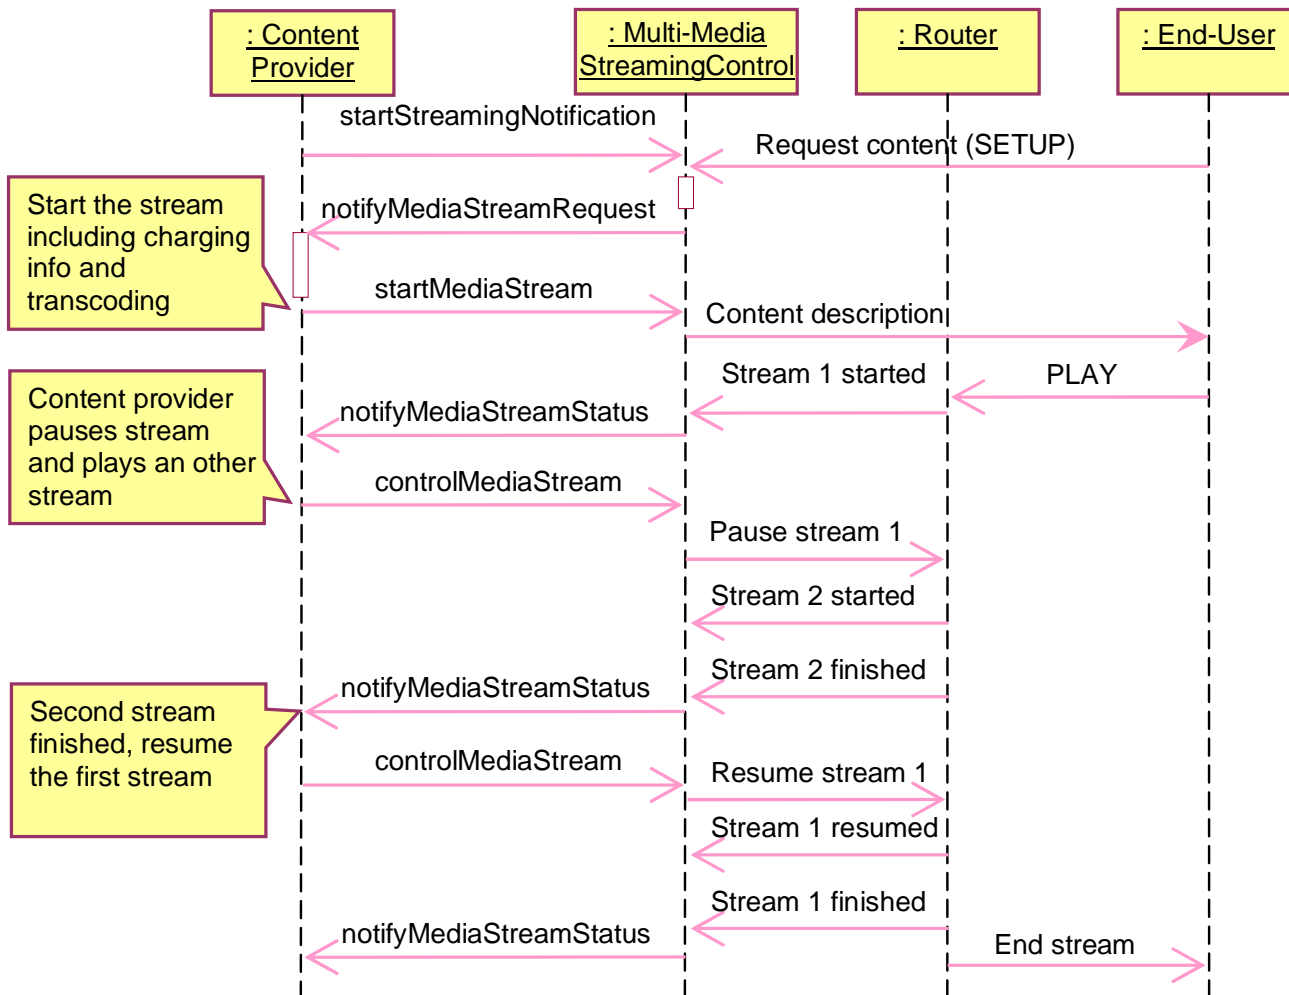 : Content
Provider
: Multi-Media
StreamingControl
: Router
: End-User
startStreamingNotification
Request content (SETUP)
Start the stream
including charging
info and
transcoding
notifyMediaStreamRequest
startMediaStream
Content description
Stream 1 started
PLAY
Content provider
pauses stream
and plays an other
stream
notifyMediaStreamStatus
controlMediaStream
Pause stream 1
Stream 2 started
Stream 2 finished
notifyMediaStreamStatus
Second stream
finished, resume
the first stream
controlMediaStream
Resume stream 1
Stream 1 resumed
Stream 1 finished
notifyMediaStreamStatus
End stream